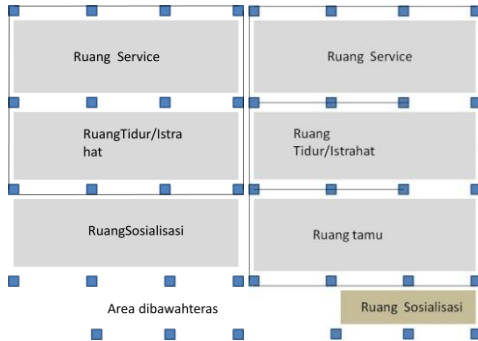 Ruang Service
RuangTidur/Istra
hat
RuangSosialisasi
Area dibawahteras
Ruang Service
Ruang
Tidur/Istrahat
Ruang tamu
Ruang Sosialisasi